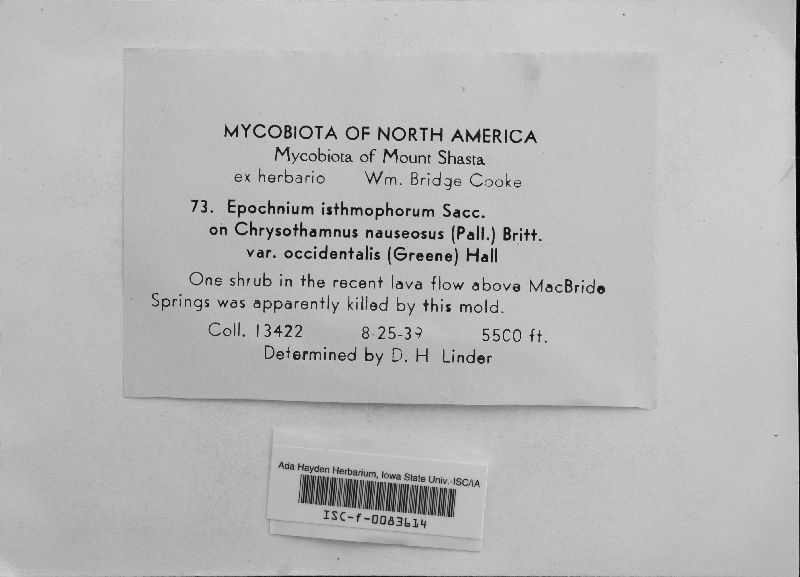 MYCOBIOTA OF NORTH AMERICA
Mycobiota of Mount Shasta
ex herbario Wm. Bridge Cooke
73. Epochnium isthmophorum Sacc.
on Chrysothamnus nauseosus (Pall.) Britt.
var. occidentalis (Greene) Hall
One shrub in the recent lava flow above MacBride
Springs was apparently killed by this mold.
Coll. 13422 8-25-39 5500 ft.
Determined by D. H Linder
Ada Hayden Herbarium, Iowa State Univ.-ISC/IA
ISC-f-0083614